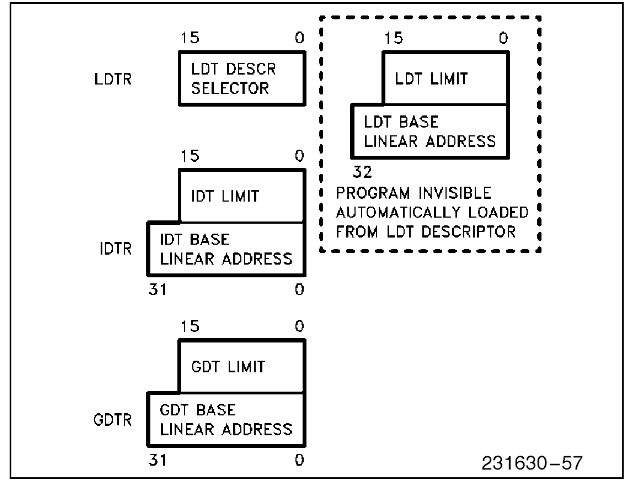 15 0
LDTR
LDT DESCR
SELECTOR
15 0
LDT LIMIT
LDT BASE
LINEAR ADDRESS
32
PROGRAM INVISIBLE
AUTOMATICALLY LOADED
FROM LDT DESCRIPTOR
15 0
IDT LIMIT
IDTR
IDT BASE
LINEAR ADDRESS
31 0
15 0
GDT LIMIT
GDTR
GDT BASE
LINEAR ADDRESS
31 0
231630–57